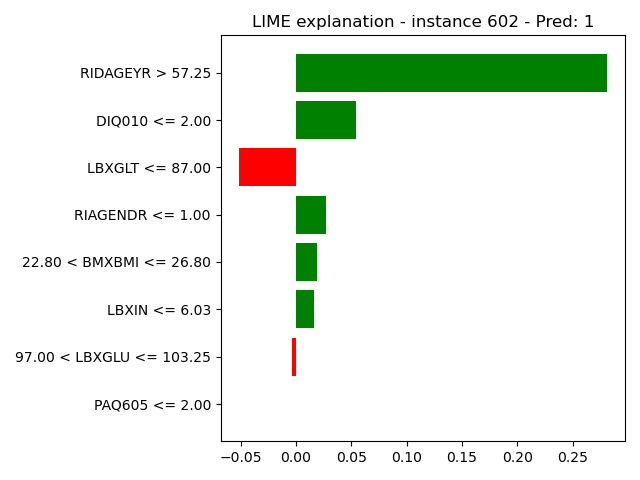 LIME explanation - instance 602 - Pred: 1
RIDAGEYR > 57.25
DIQ010 <= 2.00
LBXGLT <= 87.00
RIAGENDR <= 1.00
22.80 < BMXBMI <= 26.80
LBXIN <= 6.03
97.00 < LBXGLU <= 103.25
PAQ605 <= 2.00
−0.05 0.00 0.05 0.10 0.15 0.20 0.25